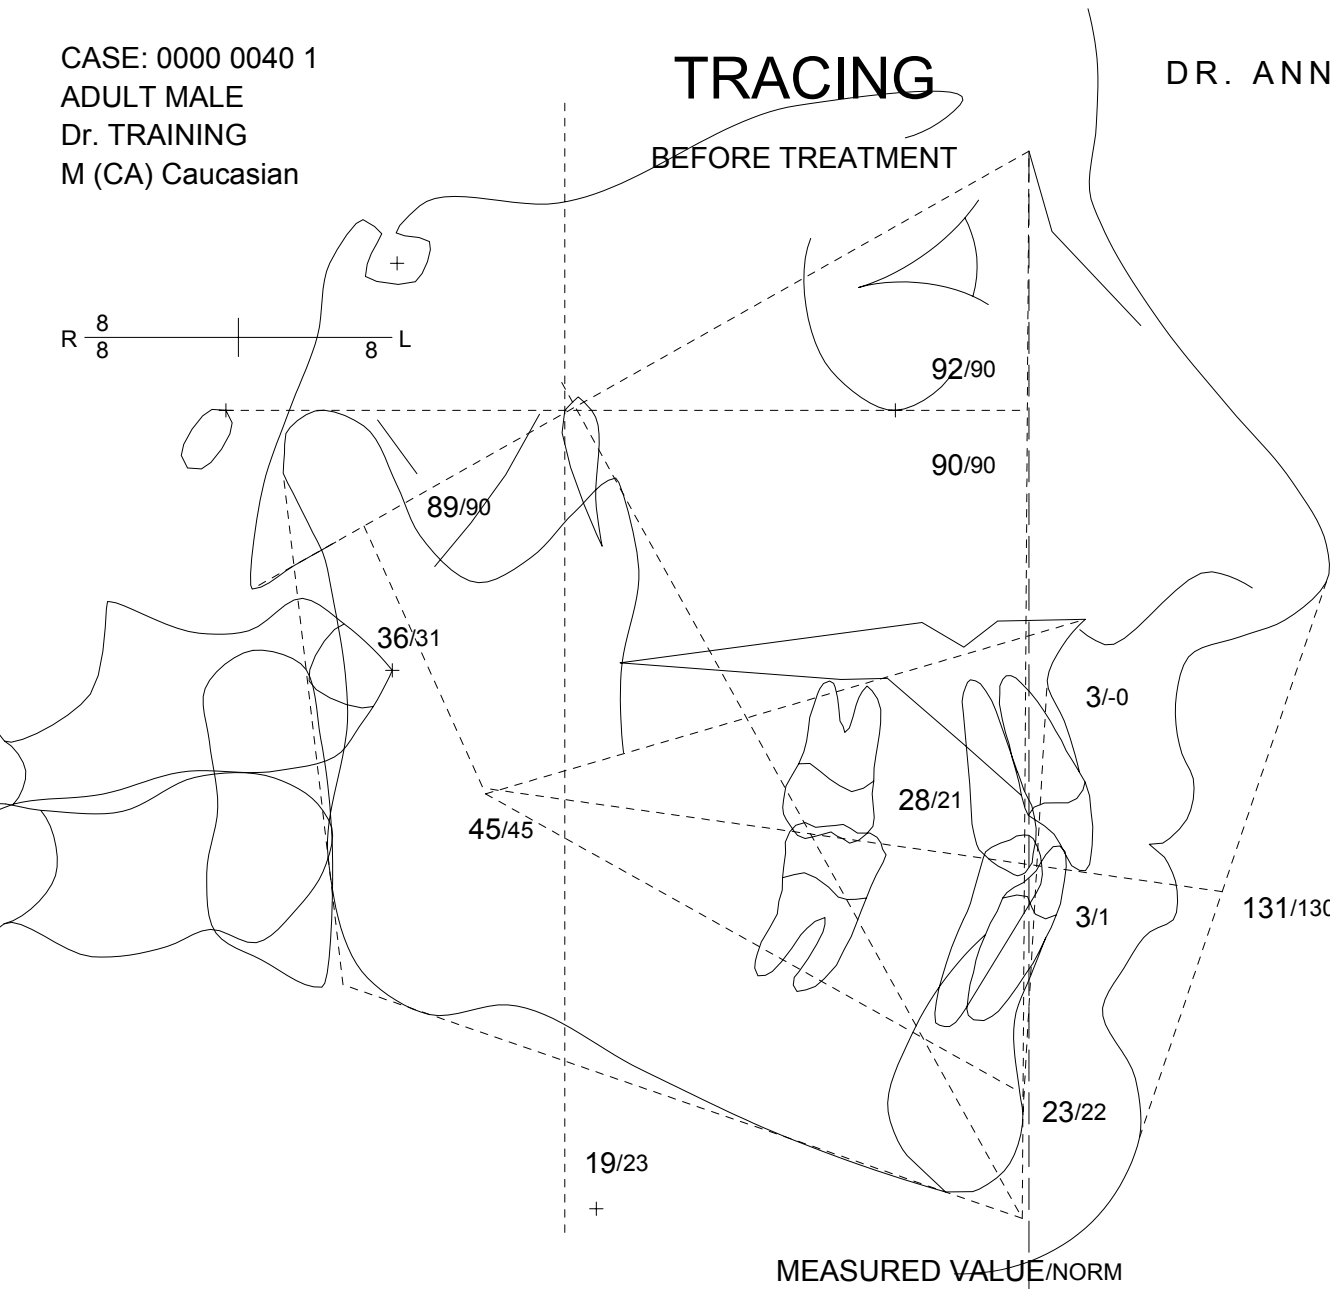 CASE: 0000 0040 1
ADULT MALE
Dr. TRAINING
M (CA) Caucasian
TRACING
BEFORE TREATMENT
DR. ANN
R 8 L
8 8
92/90
90/90
89/90
36/31
3/-0
28/21
45/45
131/130
3/1
23/22
19/23
MEASURED VALUE/NORM